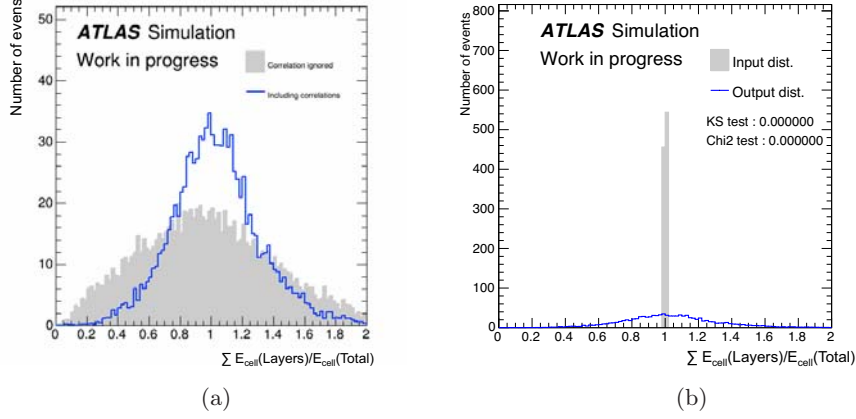 Number of evens
50
40
30
20
10
0
ATLAS Simulation
Work in progress
Correlation ignored
Including correlations
0 0.2 0.4 0.6 0.8 1 1.2 1.4 1.6 1.8 2
∑ E_cell(Layers)/E_cell(Total)
(a)
Number of events
800
700
600
500
400
300
200
100
0
ATLAS Simulation
Work in progress
Input dist.
Output dist.
KS test : 0.000000
Chi2 test : 0.000000
0 0.2 0.4 0.6 0.8 1 1.2 1.4 1.6 1.8 2
∑ E_cell(Layers)/E_cell(Total)
(b)